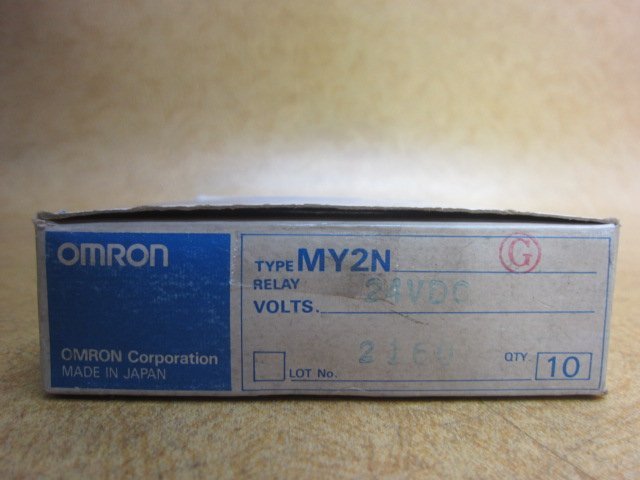 OMRON
OMRON Corporation
MADE IN JAPAN
TYPE MY2N
G
RELAY
24VDC
VOLTS.
LOT No.
QTY.
10